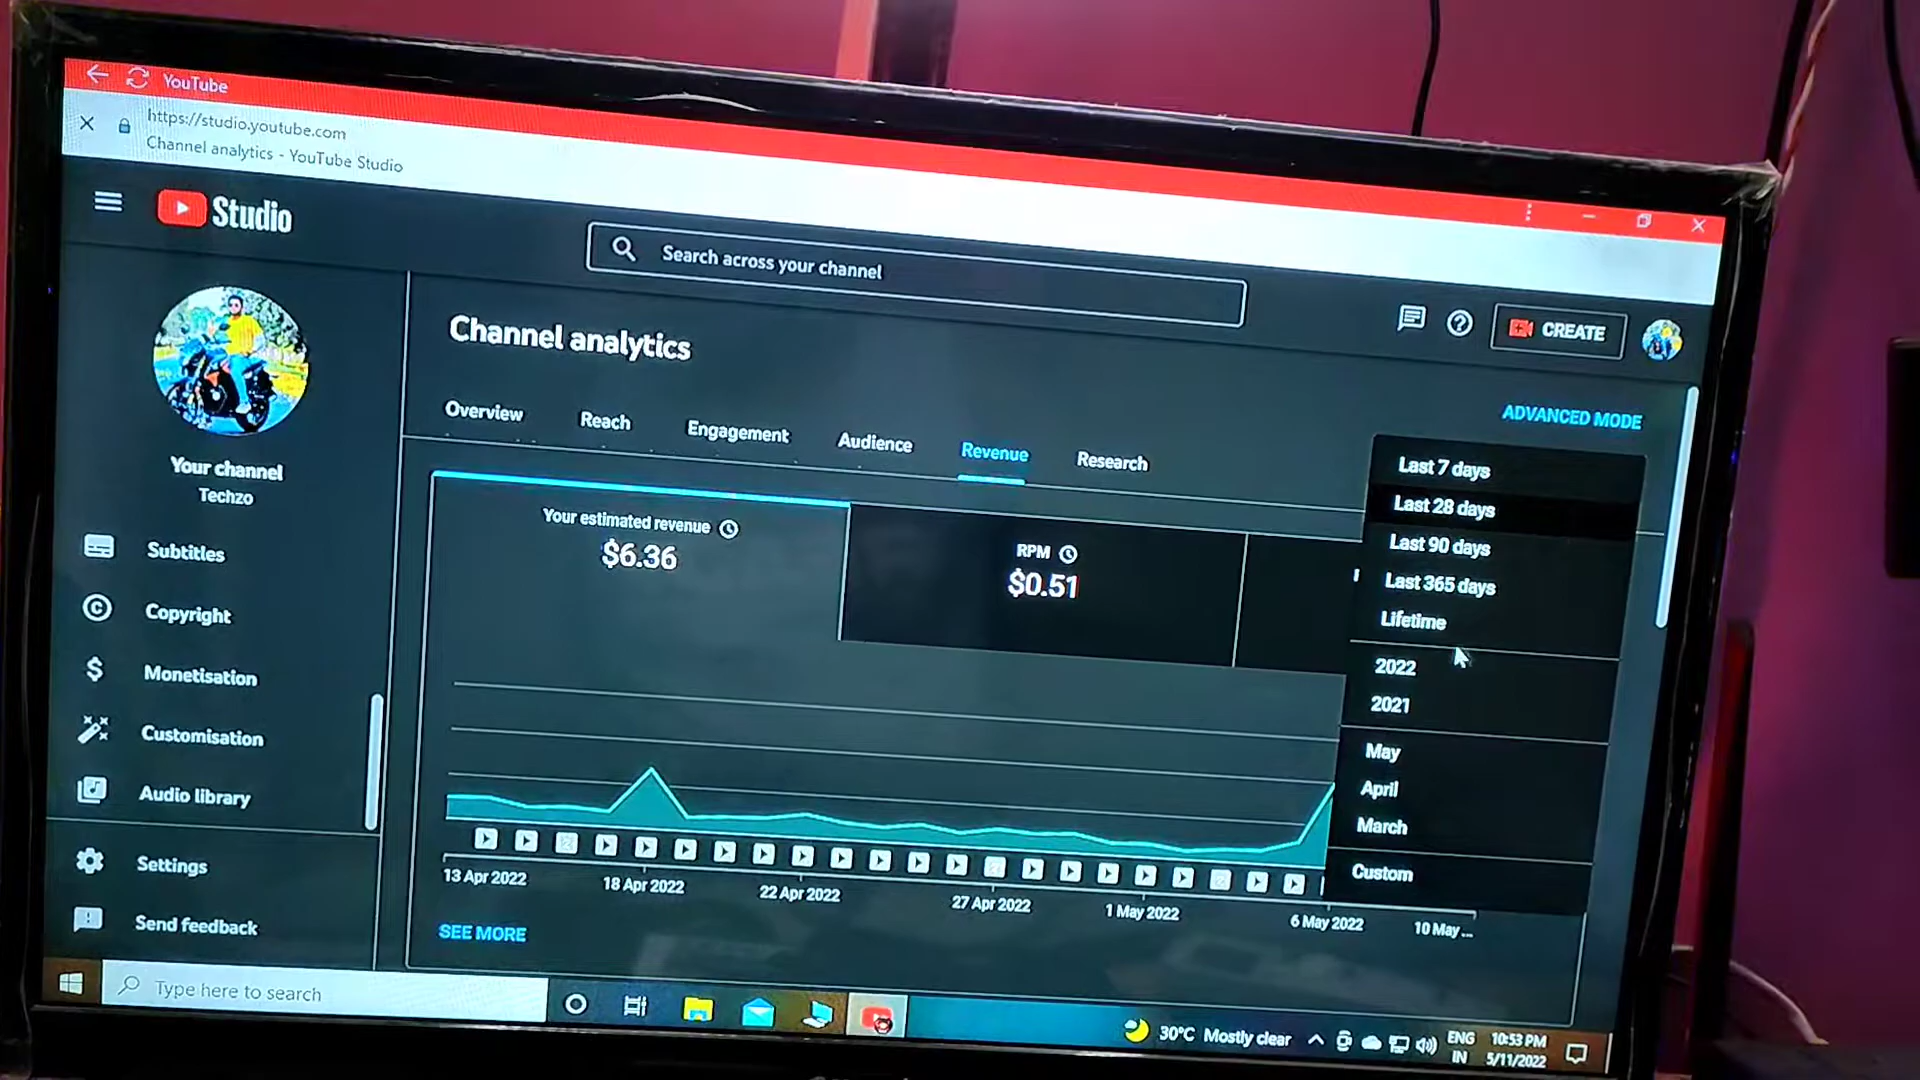 YouTube
https://studio.youtube.com
Channel analytics - YouTube Studio
Studio
Search across your channel
CREATE
Your channel
Techzo
Subtitles
Copyright
Monetisation
Customisation
Audio library
Settings
Send feedback
Channel analytics
ADVANCED MODE
Overview
Reach
Engagement
Audience
Revenue
Research
Your estimated revenue
$6.36
RPM
$0.51
Last 7 days
Last 28 days
Last 90 days
Last 365 days
Lifetime
2022
2021
May
April
March
Custom
13 Apr 2022
18 Apr 2022
22 Apr 2022
27 Apr 2022
1 May 2022
6 May 2022
10 May ...
SEE MORE
Type here to search
30°C Mostly clear
ENG
IN
10:53 PM
5/11/2022